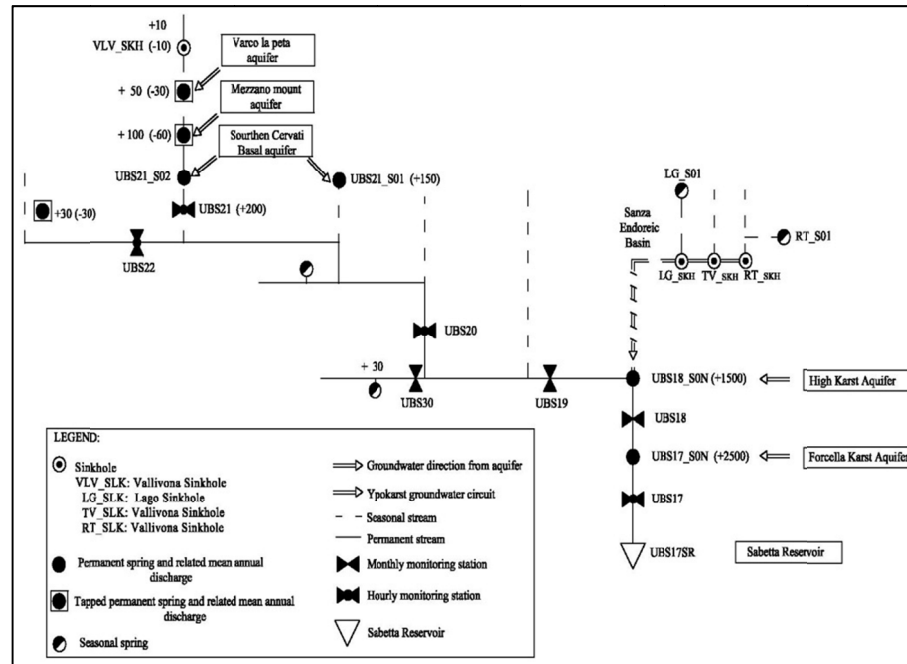 +10
VLV_SKH (-10)
Varco la peta
aquifer
+ 50 (-30)
Mezzano mount
aquifer
+ 100 (-60)
Sourthen Cervati
Basal aquifer
UBS21_S02
UBS21_S01 (+150)
LG_S01
+30 (-30)
UBS21 (+200)
Sanza
Endoreic
Basin
RT_S01
UBS22
LG_SKH
TV_SKH
RT_SKH
UBS20
+ 30
UBS30
UBS19
UBS18_S0N (+1500)
High Karst Aquifer
UBS18
UBS17_S0N (+2500)
Forcella Karst Aquifer
UBS17
UBS17SR
Sabetta Reservoir
LEGEND:
Sinkhole
VLV_SLK: Vallivona Sinkhole
LG_SLK: Lago Sinkhole
TV_SLK: Vallivona Sinkhole
RT_SLK: Vallivona Sinkhole
Permanent spring and related mean annual
discharge
Tapped permanent spring and related mean annual
discharge
Seasonal spring
Groundwater direction from aquifer
Ypokarst groundwater circuit
Seasonal stream
Permanent stream
Monthly monitoring station
Hourly monitoring station
Sabetta Reservoir